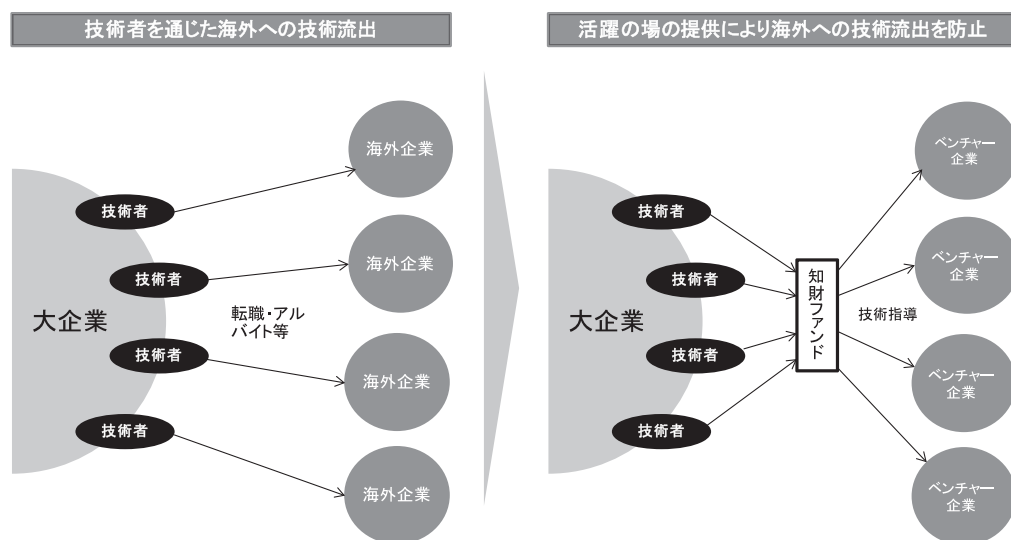 技術者を通じた海外への技術流出
海外企業
技術者
海外企業
技術者
大企業
転職・アル
バイト等
技術者
海外企業
技術者
海外企業
活躍の場の提供により海外への技術流出を防止
ベンチャー
企業
技術者
ベンチャー
企業
技術者
大企業
知財ファンド
技術指導
技術者
ベンチャー
企業
技術者
ベンチャー
企業